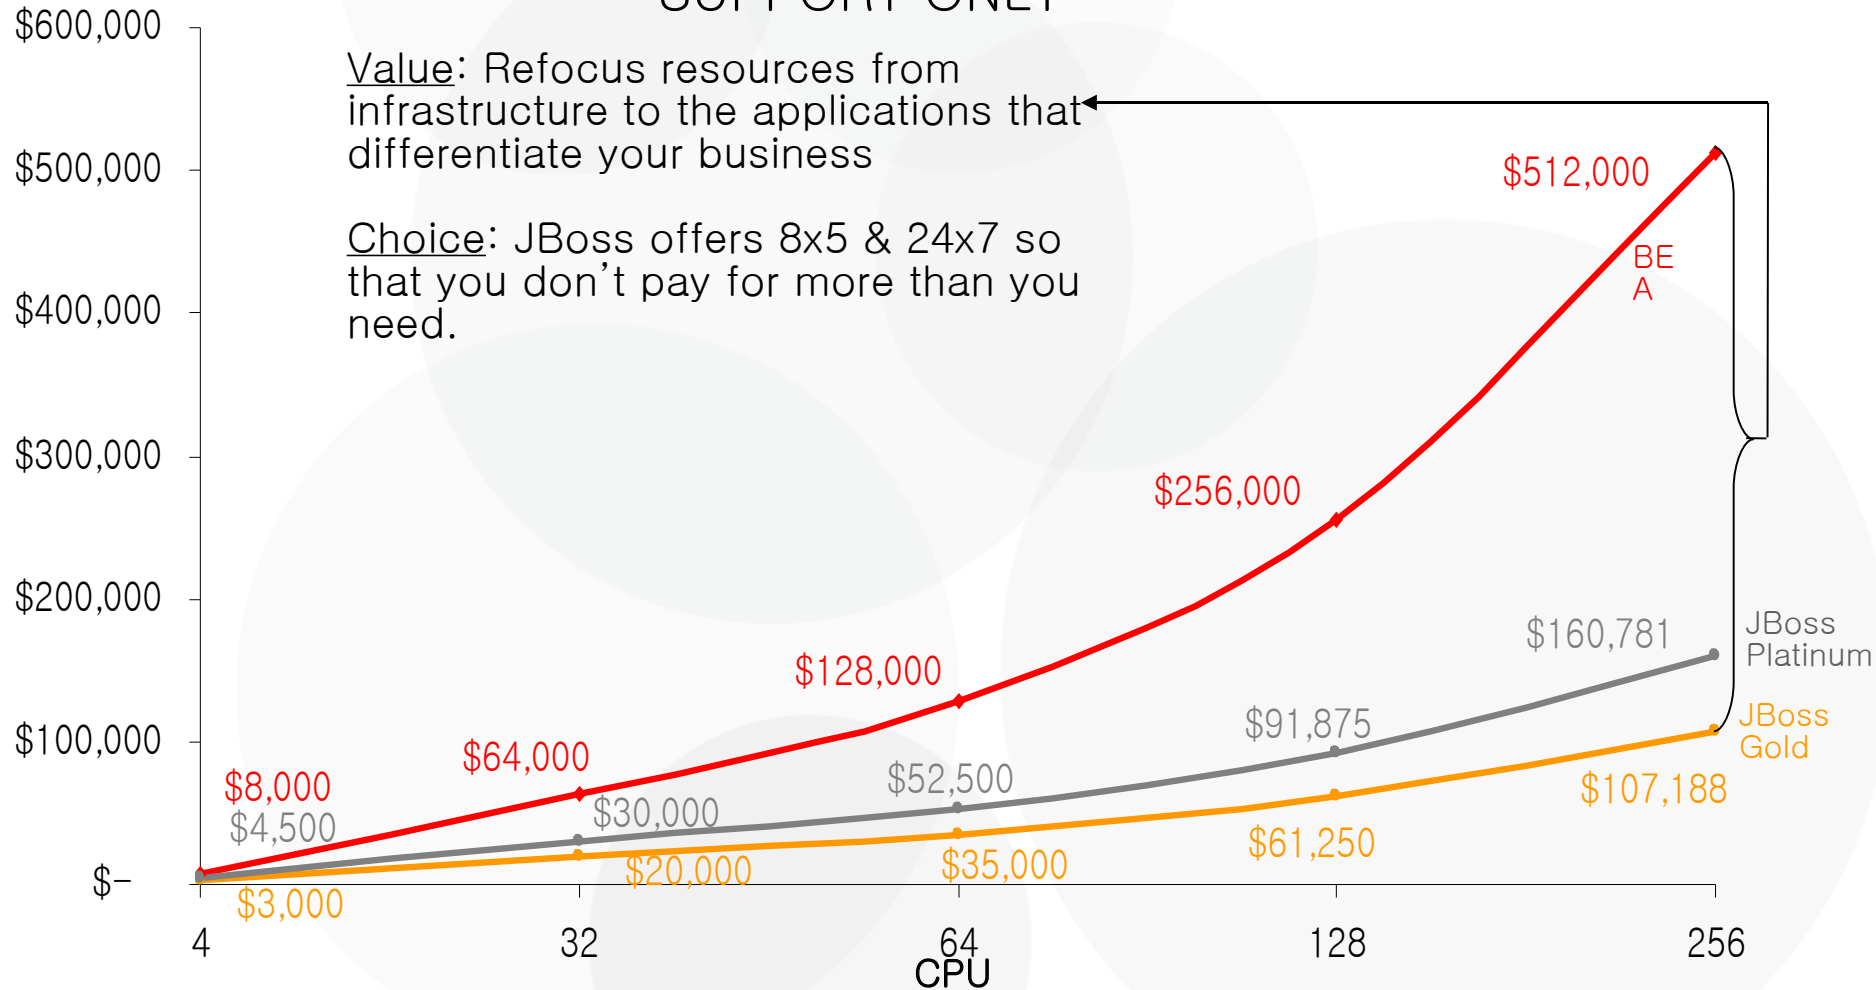 SUPPORT ONLY
$600,000
Value: Refocus resources from
infrastructure to the applications that
differentiate your business
$500,000
$512,000
Choice: JBoss offers 8x5 & 24x7 so
that you don't pay for more than you
need.
BE
A
$400,000
$300,000
$256,000
$200,000
$160,781
JBoss
Platinum
$128,000
$100,000
$91,875
JBoss
Gold
$64,000
$52,500
$107,188
$8,000
$4,500
$30,000
$61,250
$35,000
$20,000
$-
$3,000
4
32
64
128
256
CPU